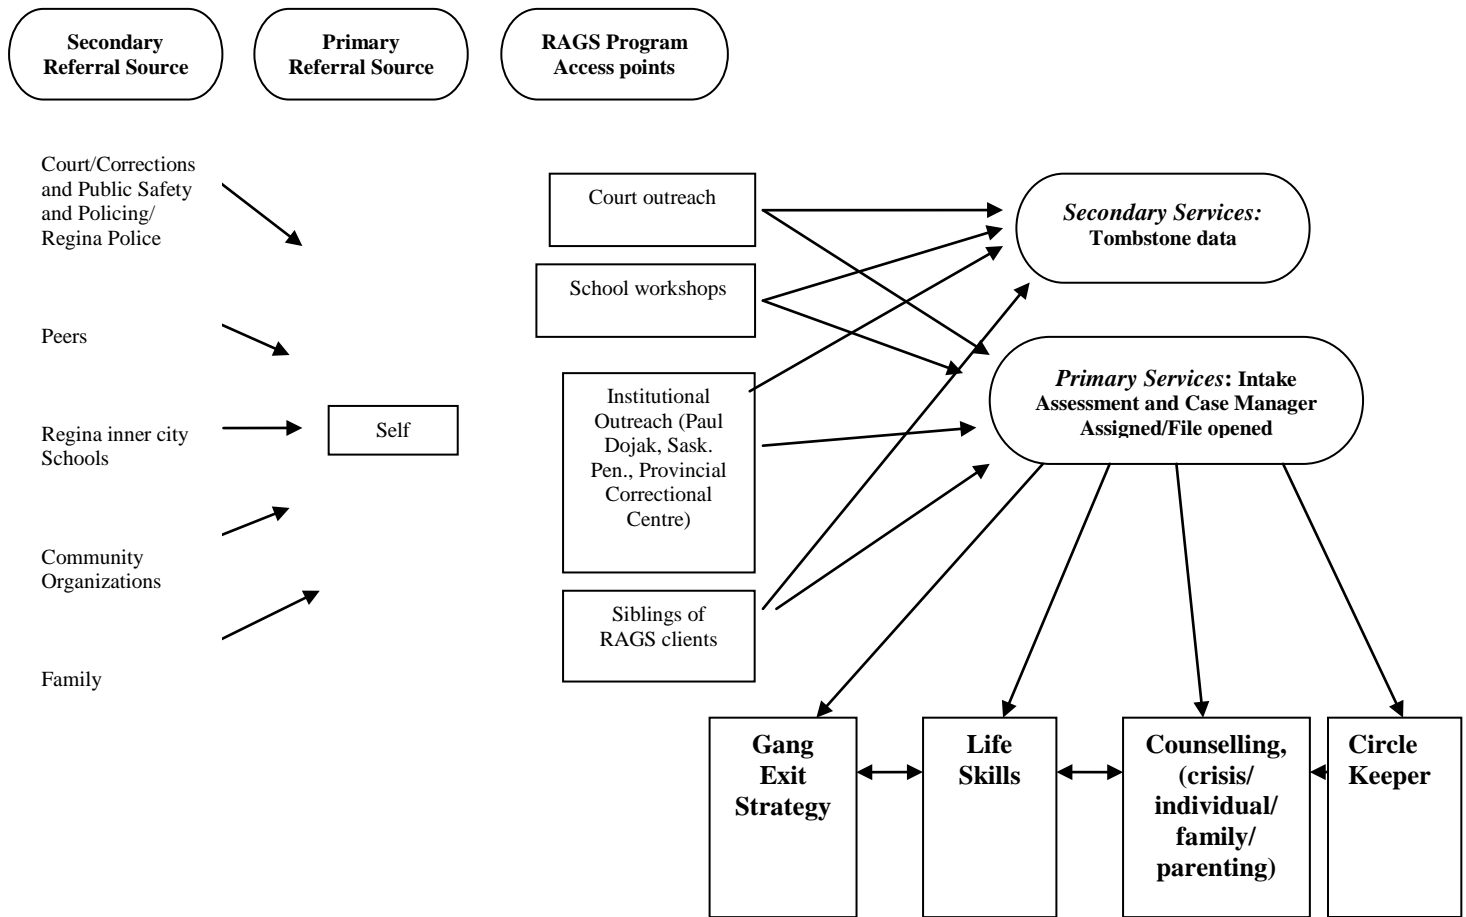 Secondary
Referral Source
Primary
Referral Source
RAGS Program
Access points
Court/Corrections
and Public Safety
and Policing/
Regina Police
Peers
Regina inner city
Schools
Community
Organizations
Family
Self
Court outreach
School workshops
Institutional
Outreach (Paul
Dojak, Sask.
Pen., Provincial
Correctional
Centre)
Siblings of
RAGS clients
Secondary Services:
Tombstone data
Primary Services: Intake
Assessment and Case Manager
Assigned/File opened
Gang
Exit
Strategy
Life
Skills
Counselling,
(crisis/
individual/
family/
parenting)
Circle
Keeper